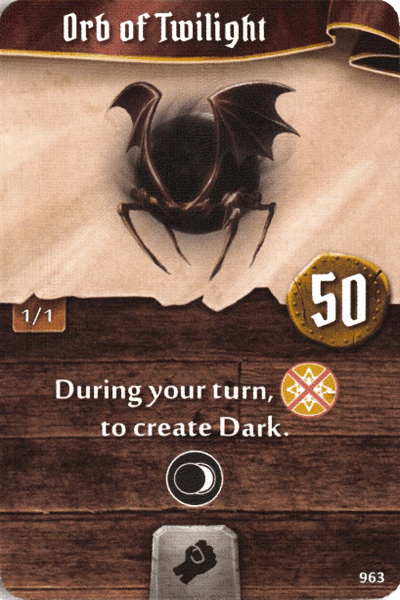 Orb of Twilight
1/1
50
During your turn,
to create Dark.
963